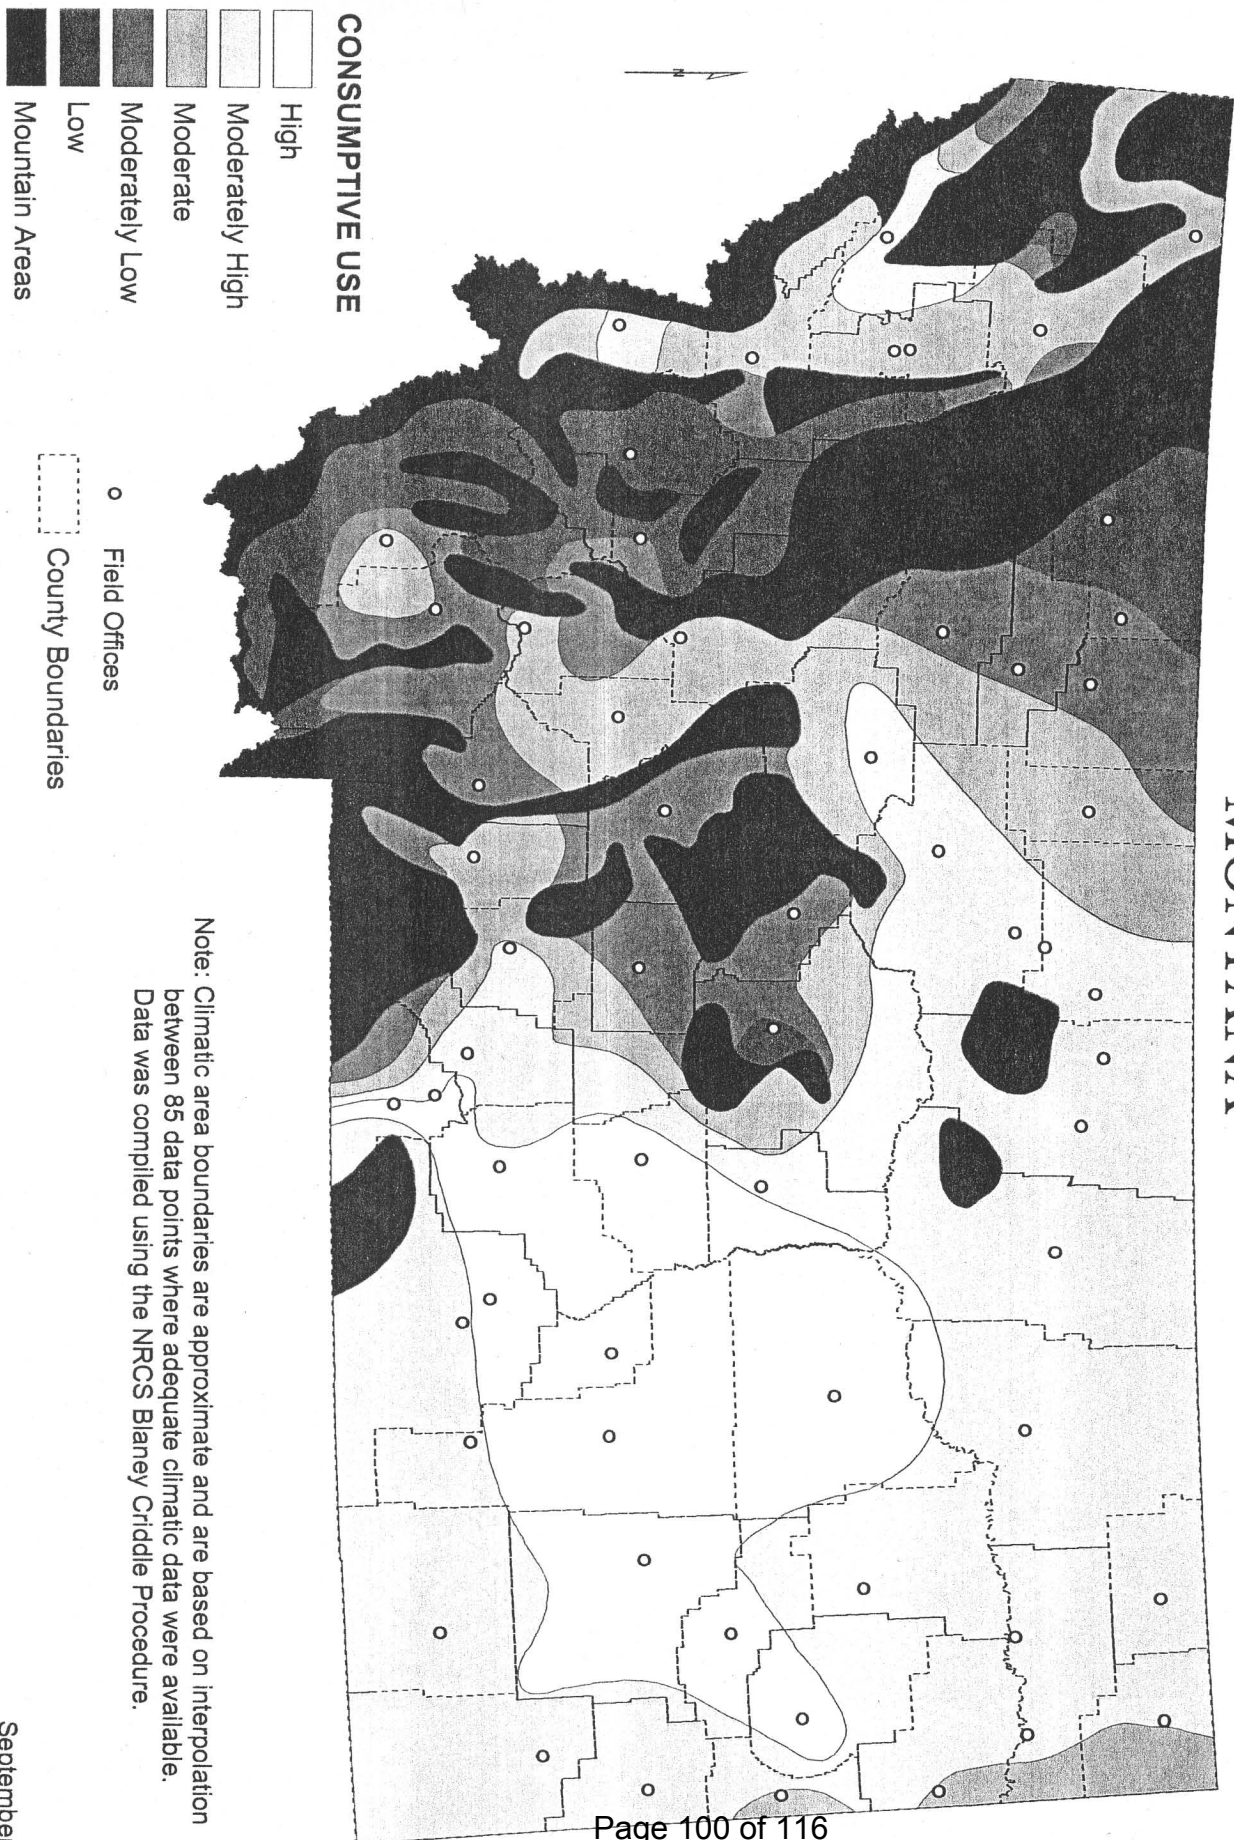 MONTANA
CONSUMPTIVE USE
High
Moderately High
Moderate
Moderately Low
Low
Mountain Areas
Field Offices
County Boundaries
Note: Climatic area boundaries are approximate and are based on interpolation
between 85 data points where adequate climatic data were available.
Data was compiled using the NRCS Blaney Criddle Procedure.
September
N
Page 100 of 116